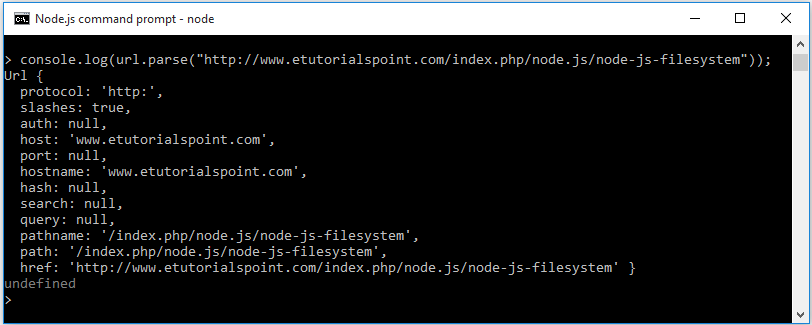 Node.js command prompt - node
> console.log(url.parse("http://www.etutorialspoint.com/index.php/node.js/node-js-filesystem"));
Url {
  protocol: 'http:',
  slashes: true,
  auth: null,
  host: 'www.etutorialspoint.com',
  port: null,
  hostname: 'www.etutorialspoint.com',
  hash: null,
  search: null,
  query: null,
  pathname: '/index.php/node.js/node-js-filesystem',
  path: '/index.php/node.js/node-js-filesystem',
  href: 'http://www.etutorialspoint.com/index.php/node.js/node-js-filesystem' }
undefined
>